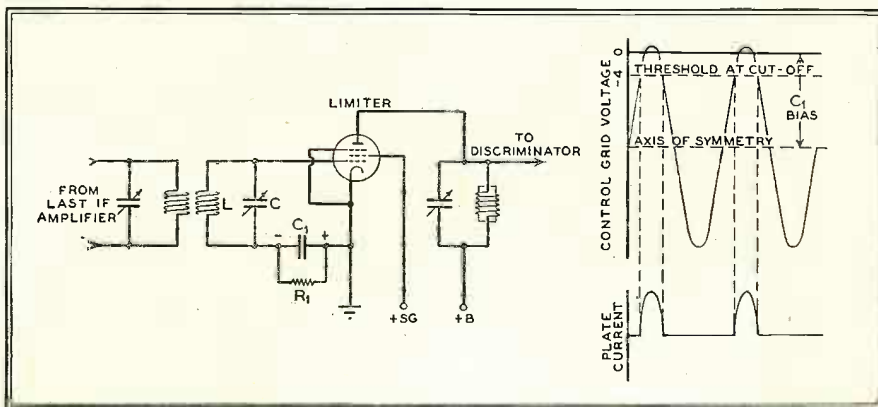 LIMITER
TO
DISCRIMINATOR
FROM
LAST IF
AMPLIFIER
L
C
- C1 +
R1
+SG
+B
CONTROL GRID VOLTAGE
0
-4
THRESHOLD AT CUT-OFF
C1
BIAS
AXIS OF SYMMETRY
PLATE
CURRENT